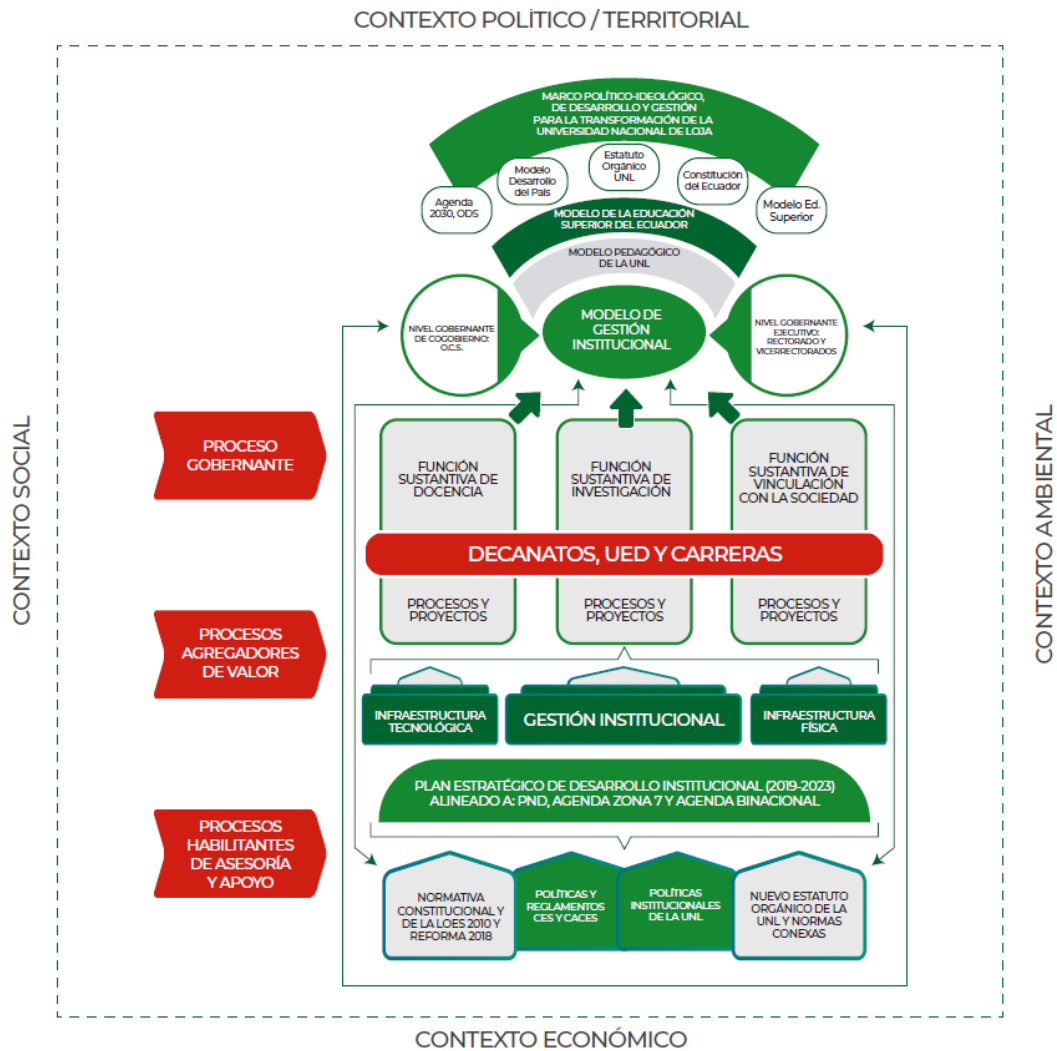 CONTEXTO POLÍTICO / TERRITORIAL
MARCO POLÍTICO-IDEOLÓGICO,
DE DESARROLLO Y GESTIÓN
PARA LA TRANSFORMACIÓN DE LA
UNIVERSIDAD NACIONAL DE LOJA
Agenda
2030, ODS
Modelo
Desarrollo
del País
Estatuto
Orgánico
UNL
Constitución
del Ecuador
Modelo Ed.
Superior
MODELO DE LA EDUCACIÓN
SUPERIOR DEL ECUADOR
MODELO PEDAGÓGICO
DE LA UNL
NIVEL GOBERNANTE
DE COGOBIERNO:
O.C.S.
MODELO DE
GESTIÓN
INSTITUCIONAL
NIVEL GOBERNANTE
EJECUTIVO:
RECTORADO Y
VICERRECTORADOS
CONTEXTO SOCIAL
CONTEXTO AMBIENTAL
PROCESO
GOBERNANTE
FUNCIÓN
SUSTANTIVA DE
DOCENCIA
FUNCIÓN
SUSTANTIVA DE
INVESTIGACIÓN
FUNCIÓN
SUSTANTIVA DE
VINCULACIÓN
CON LA SOCIEDAD
DECANATOS, UED Y CARRERAS
PROCESOS Y
PROYECTOS
PROCESOS Y
PROYECTOS
PROCESOS Y
PROYECTOS
PROCESOS
AGREGADORES
DE VALOR
INFRAESTRUCTURA
TECNOLÓGICA
GESTIÓN INSTITUCIONAL
INFRAESTRUCTURA
FÍSICA
PLAN ESTRATÉGICO DE DESARROLLO INSTITUCIONAL (2019-2023)
ALINEADO A: PND, AGENDA ZONA 7 Y AGENDA BINACIONAL
PROCESOS
HABILITANTES
DE ASESORÍA
Y APOYO
NORMATIVA
CONSTITUCIONAL Y
DE LA LOES 2010 Y
REFORMA 2018
POLÍTICAS Y
REGLAMENTOS
CES Y CACES
POLÍTICAS
INSTITUCIONALES
DE LA UNL
NUEVO ESTATUTO
ORGÁNICO DE LA
UNL Y NORMAS
CONEXAS
CONTEXTO ECONÓMICO